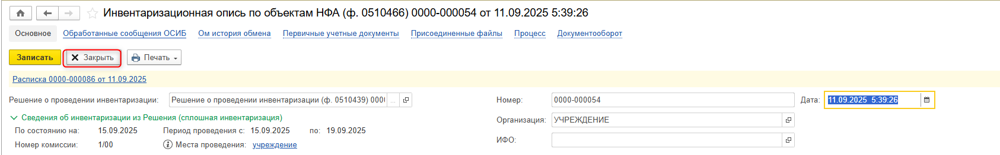 Инвентаризационная опись по объектам НФА (ф. 0510466) 0000-000054 от 11.09.2025 5:39:26
Основное Обработанные сообщения ОСИБ Ом история обмена Первичные учетные документы Присоединенные файлы Процесс Документооборот
Записать Закрыть Печать
Расписка 0000-000086 от 11.09.2025
Решение о проведении инвентаризации: Решение о проведении инвентаризации (ф. 0510439) 000 ... Номер: 0000-000054 Дата: 11.09.2025 5:39:26
Сведения об инвентаризации из Решения (сплошная инвентаризация) Организация: УЧРЕЖДЕНИЕ
По состоянию на: 15.09.2025 Период проведения с: 15.09.2025 по: 19.09.2025
Номер комиссии: 1/00 Места проведения: учреждение ИФО: